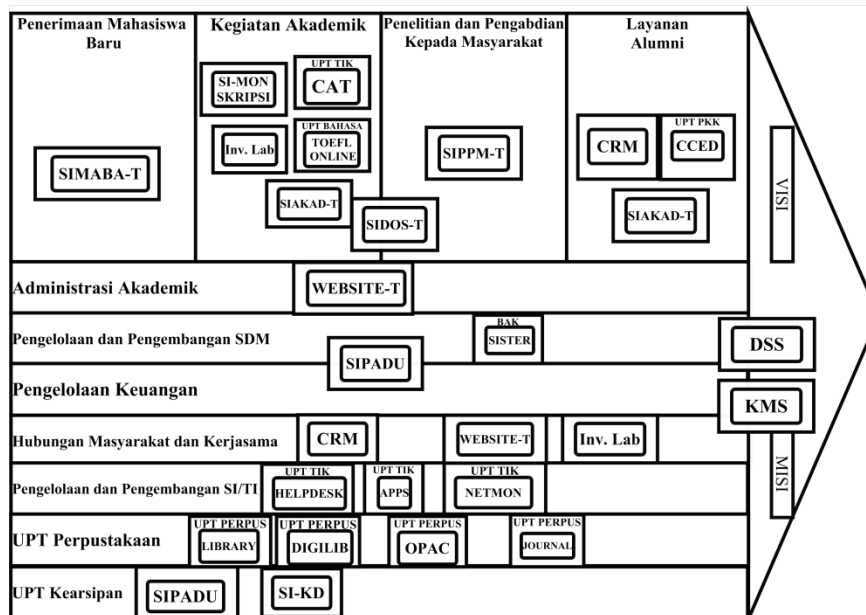 Penerimaan Mahasiswa
Baru
Kegiatan Akademik
Penelitian dan Pengabdian
Kepada Masyarakat
Layanan
Alumni
SIMABA-T
SI-MON
SKRIPSI
UPT TIK
CAT
Inv. Lab
UPT BAHASA
TOEFL
ONLINE
SIAKAD-T
SIDOS-T
SIPPM-T
CRM
UPT PKK
CCED
SIAKAD-T
VISI
Administrasi Akademik
WEBSITE-T
Pengelolaan dan Pengembangan SDM
SIPADU
BAK
SISTER
DSS
Pengelolaan Keuangan
KMS
Hubungan Masyarakat dan Kerjasama
CRM
WEBSITE-T
Inv. Lab
MISI
Pengelolaan dan Pengembangan SI/TI
UPT TIK
HELPDESK
UPT TIK
APPS
UPT TIK
NETMON
UPT Perpustakaan
UPT PERPUS
LIBRARY
UPT PERPUS
DIGILIB
UPT PERPUS
OPAC
UPT PERPUS
JOURNAL
UPT Kearsipan
SIPADU
SI-KD